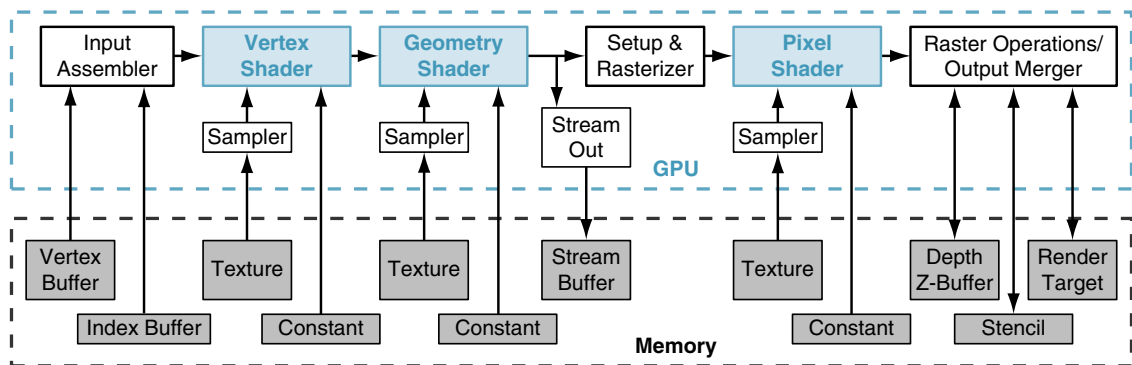 Input
Assembler
Vertex
Shader
Geometry
Shader
Setup &
Rasterizer
Pixel
Shader
Raster Operations/
Output Merger
Sampler
Sampler
Stream
Out
Sampler
GPU
Vertex
Buffer
Texture
Texture
Stream
Buffer
Texture
Depth
Z-Buffer
Render
Target
Index Buffer
Constant
Constant
Constant
Stencil
Memory